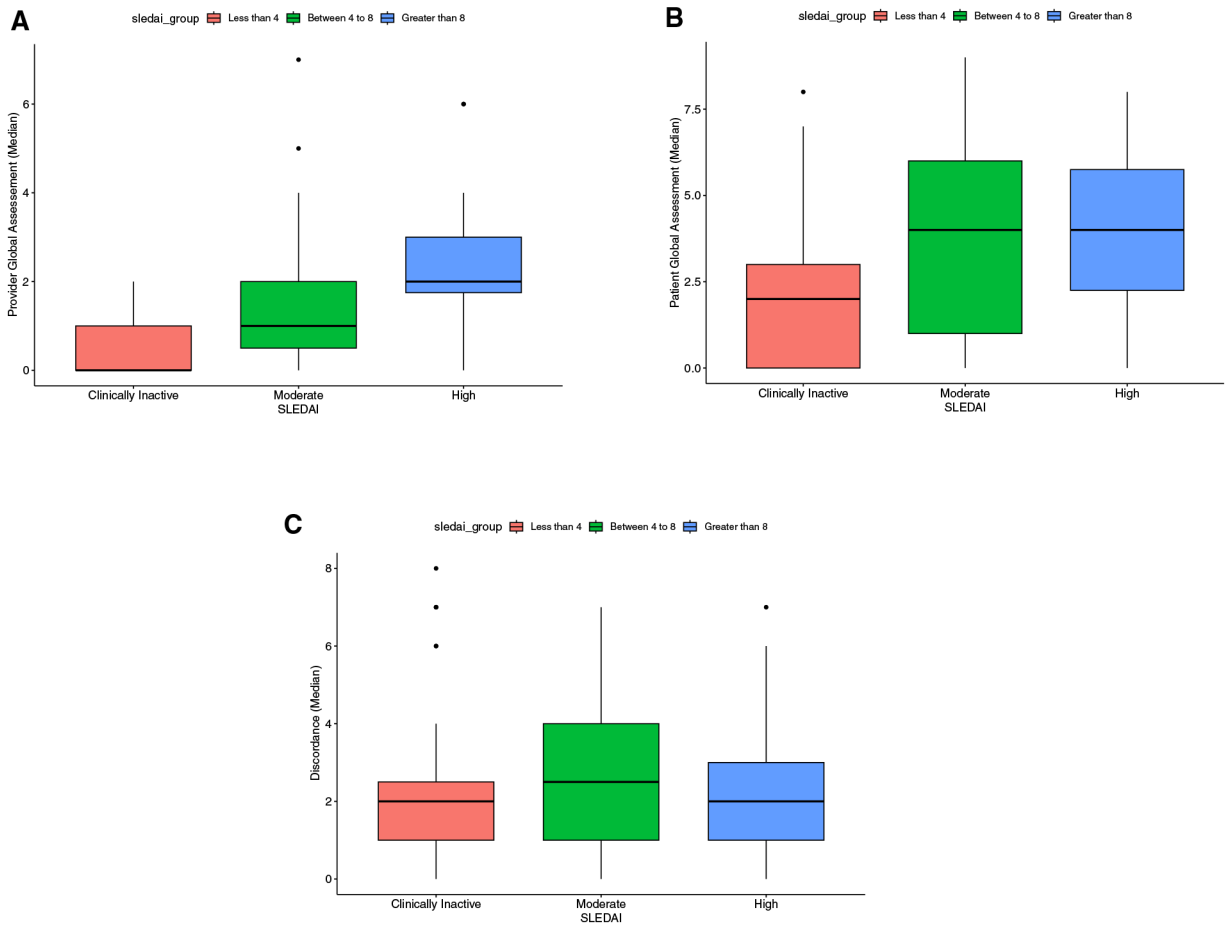 A
sledai_group Less than 4 Between 4 to 8 Greater than 8
Provider Global Assessement (Median)
6
4
2
0
Clinically Inactive Moderate High
SLEDAI
B
sledai_group Less than 4 Between 4 to 8 Greater than 8
Patient Global Assessment (Median)
7.5
5.0
2.5
0.0
Clinically Inactive Moderate High
SLEDAI
C
sledai_group Less than 4 Between 4 to 8 Greater than 8
Discordance (Median)
8
6
4
2
0
Clinically Inactive Moderate High
SLEDAI